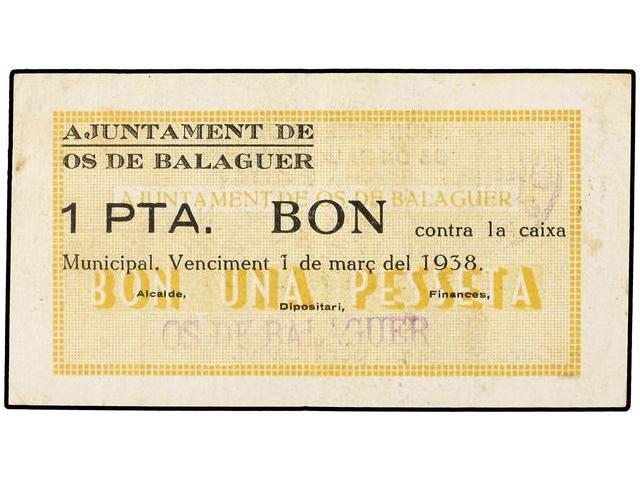 AJUNTAMENT DE
OS DE BALAGUER
AJUNTAMENT DE OS DE BALAGUER
1 PTA. BON contra la caixa
Municipal. Venciment 1 de març del 1938.
BON UNA PESSETA
Alcalde, Dipositari, Finances,
OS DE BALAGUER